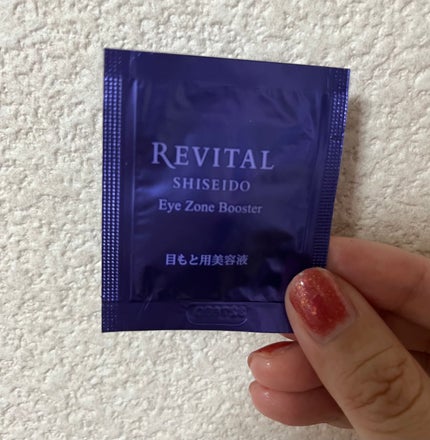 REVITAL
SHISEIDO
Eye Zone Booster
目もと用美容液